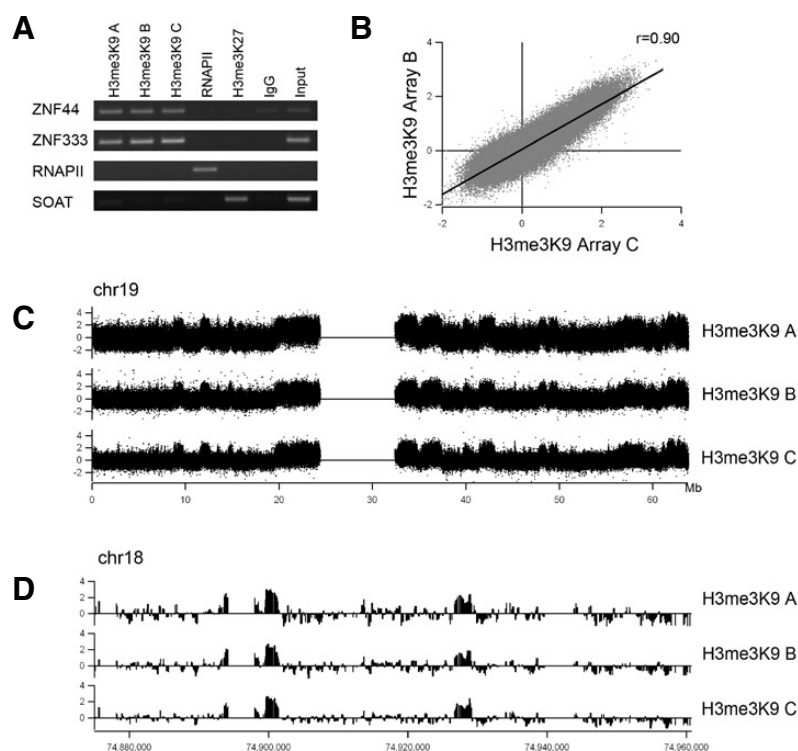 A
H3me3K9 A
H3me3K9 B
H3me3K9 C
RNAPII
H3me3K27
IgG
Input
ZNF44
ZNF333
RNAPII
SOAT
B
r=0.90
H3me3K9 Array B
4
2
0
-2
-2
0
2
4
H3me3K9 Array C
C
chr19
4
2
0
-2
H3me3K9 A
4
2
0
-2
H3me3K9 B
4
2
0
-2
H3me3K9 C
0
10
20
30
40
50
60
Mb
D
chr18
4
2
0
H3me3K9 A
4
2
0
H3me3K9 B
4
2
0
H3me3K9 C
74,880,000
74,900,000
74,920,000
74,940,000
74,960,000